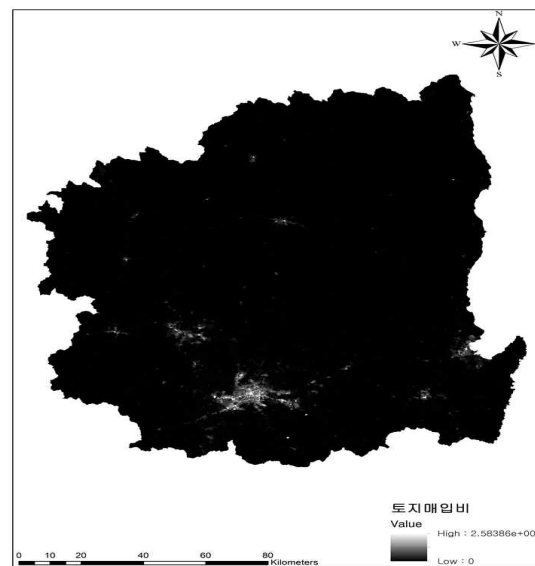 N
W E
S
토지매입비
Value
High : 2.58386e+00
Low : 0
0 10 20 40 60 80
Kilometers